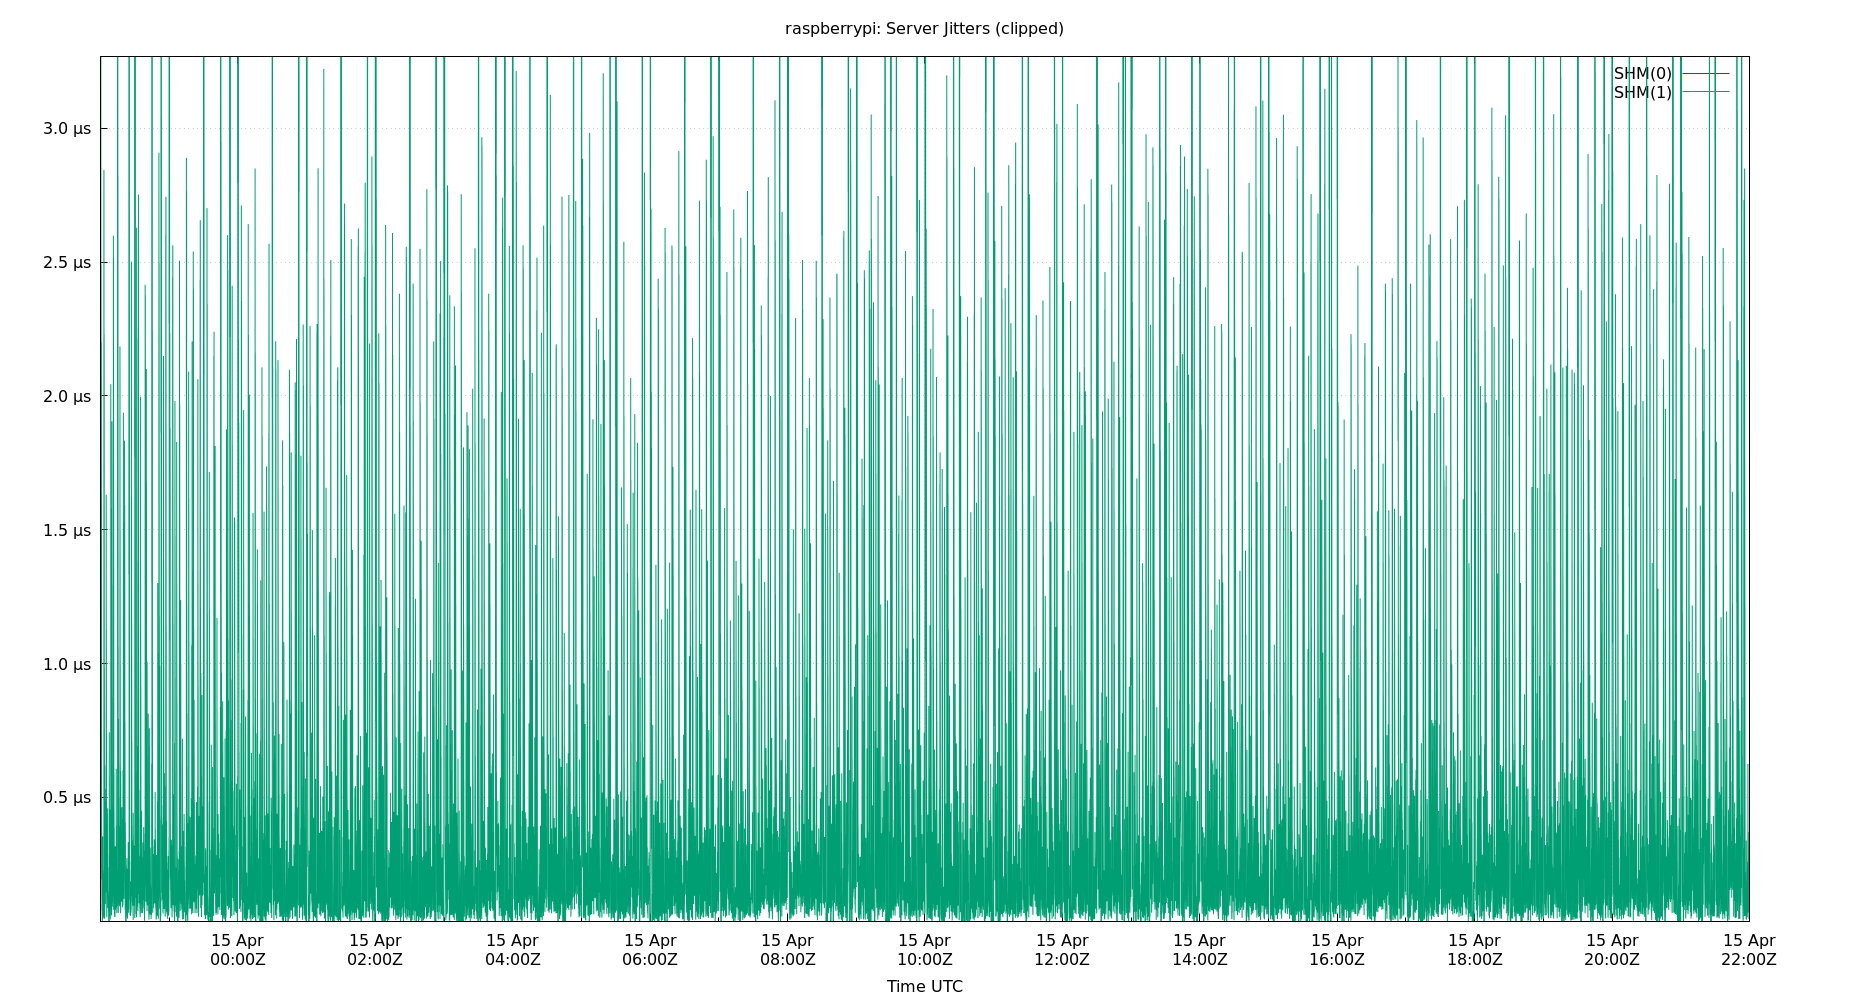 raspberrypi: Server Jitters (clipped)
SHM(0)
SHM(1)
3.0 µs
2.5 µs
2.0 µs
1.5 µs
1.0 µs
0.5 µs
15 Apr 15 Apr 15 Apr 15 Apr 15 Apr 15 Apr 15 Apr 15 Apr 15 Apr 15 Apr 15 Apr 15 Apr
00:00Z 02:00Z 04:00Z 06:00Z 08:00Z 10:00Z 12:00Z 14:00Z 16:00Z 18:00Z 20:00Z 22:00Z
Time UTC